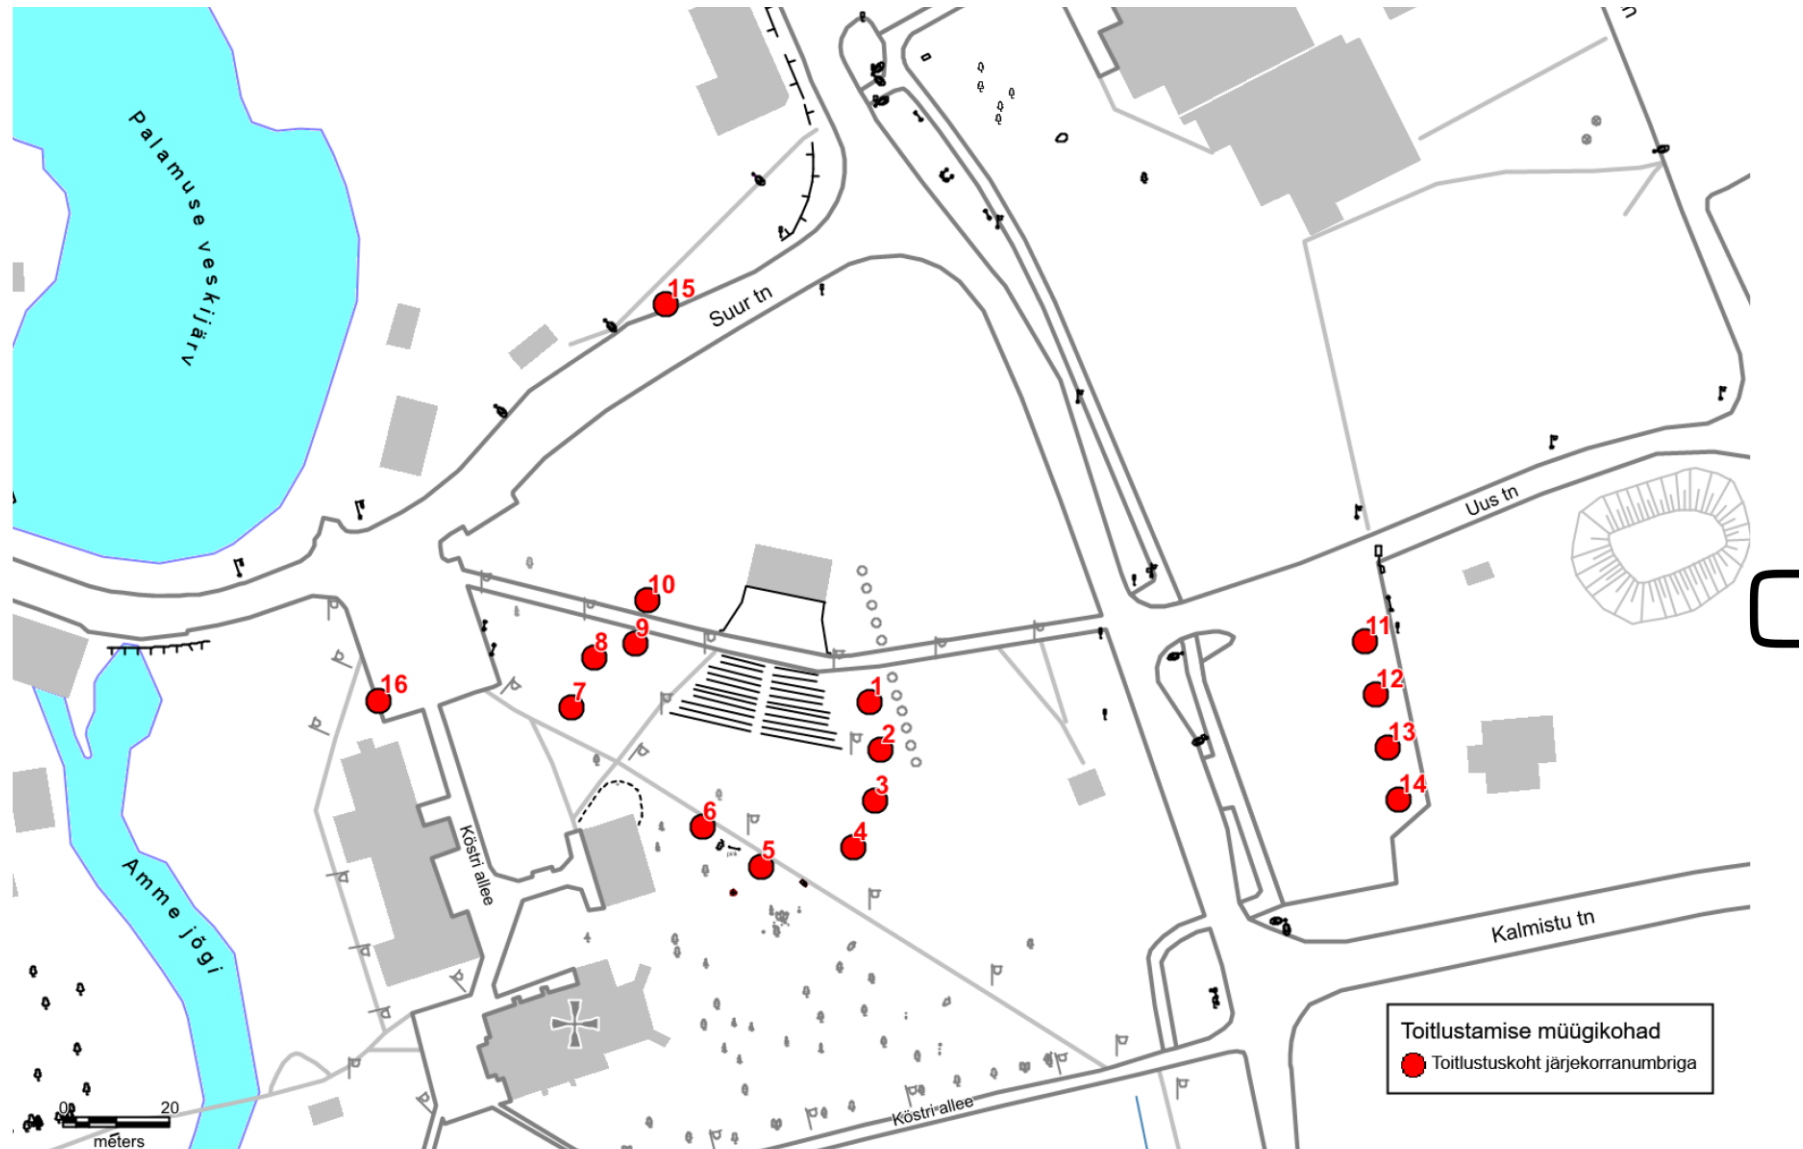 Palamuse veskijärv
15
Suur tn
Uus tn
10
9
8
7
16
1
2
3
4
5
6
11
12
13
14
Köstri allee
Amme jõgi
Kalmistu tn
Toitlustamise müügikohad
Toitlustuskoht järjekorranumbriga
Köstri allee
0 20
meters